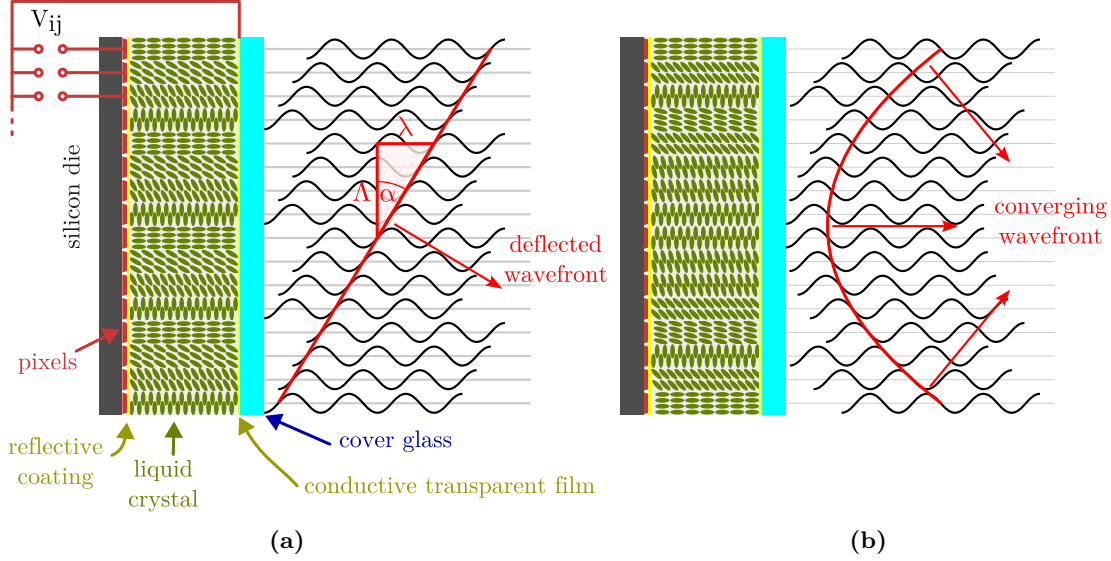 Vij
silicon die
λ
Λ α
deflected
wavefront
converging
wavefront
pixels
reflective
coating
liquid
crystal
cover glass
conductive transparent film
(a)
(b)